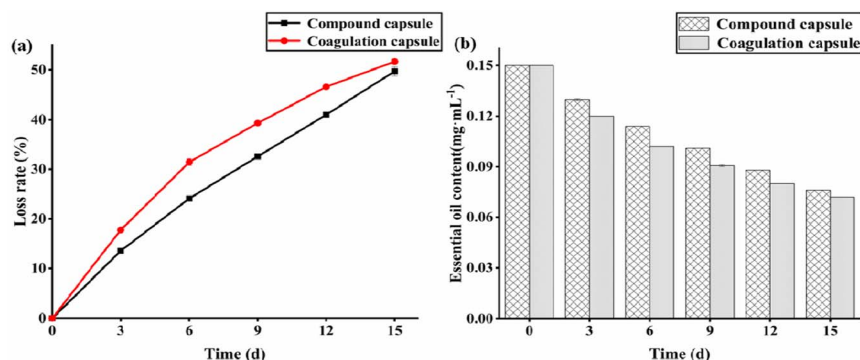 (a)
Compound capsule
Coagulation capsule
50
40
30
20
10
0
Loss rate (%)
0 3 6 9 12 15
Time (d)
(b)
Compound capsule
Coagulation capsule
0.15
0.12
0.09
0.06
0.03
0.00
Essential oil content(mg·mL⁻¹)
0 3 6 9 12 15
Time (d)